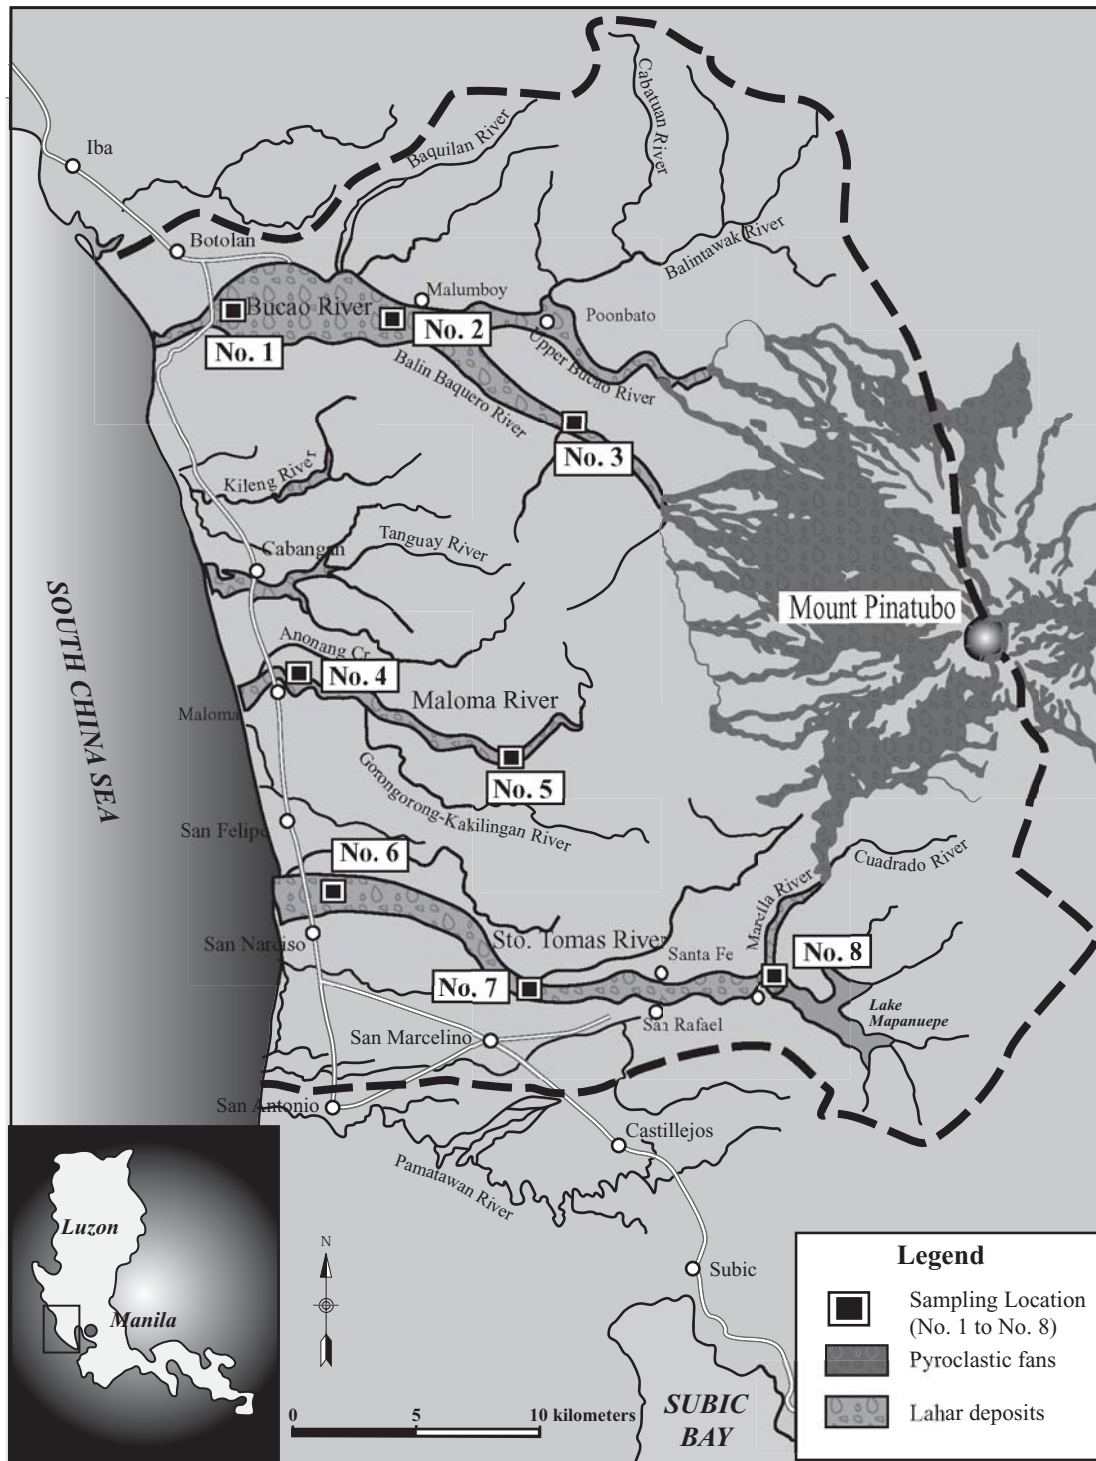 Iba
Cabatuan River
Baquilan River
Botolan
Balintawak River
Malumboy
Bucao River
Poonbato
No. 2
No. 1
Upper Bucao River
Balin Baquero River
No. 3
Kileng River
Tanguay River
Cabangan
Mount Pinatubo
SOUTH CHINA SEA
Anonang Cr.
No. 4
Maloma River
Maloma
No. 5
Gorongorong-Kakilingan River
San Felipe
No. 6
Cuadrado River
Marella River
San Narciso
Sto. Tomas River
Santa Fe
No. 8
No. 7
Lake
Mapanuepe
San Rafael
San Marcelino
San Antonio
Castillejos
Pamatawan River
Luzon
Manila
N
Subic
0 5 10 kilometers
SUBIC
BAY
Legend
Sampling Location
(No. 1 to No. 8)
Pyroclastic fans
Lahar deposits